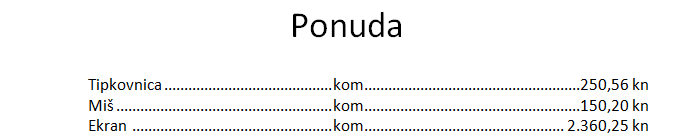 Ponuda
Tipkovnica........................................kom....................................................250,56 kn
Miš....................................................kom....................................................150,20 kn
Ekran ................................................kom................................................ 2.360,25 kn